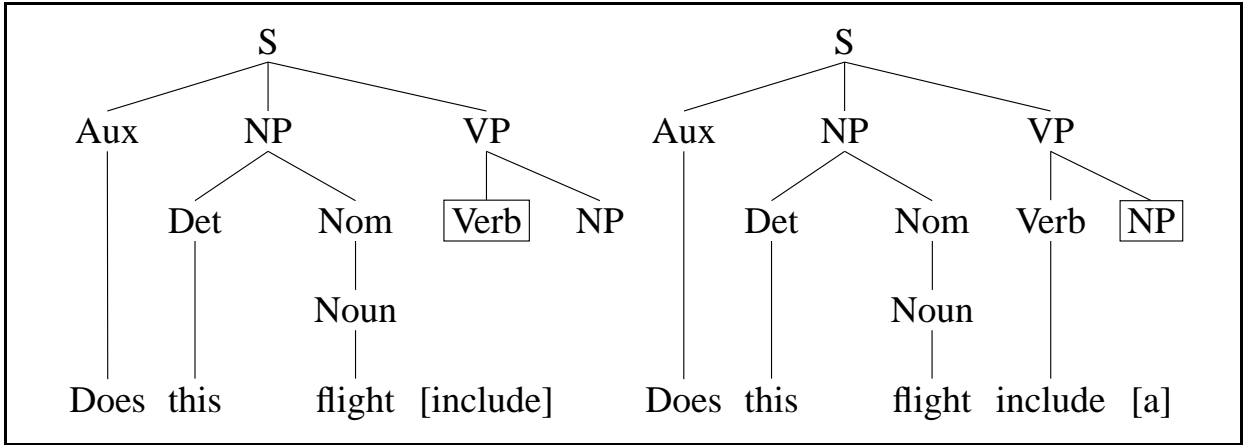 S S
Aux NP VP Aux NP VP
Det Nom Verb NP Det Nom Verb NP
Noun Noun
Does this flight [include] Does this flight include [a]